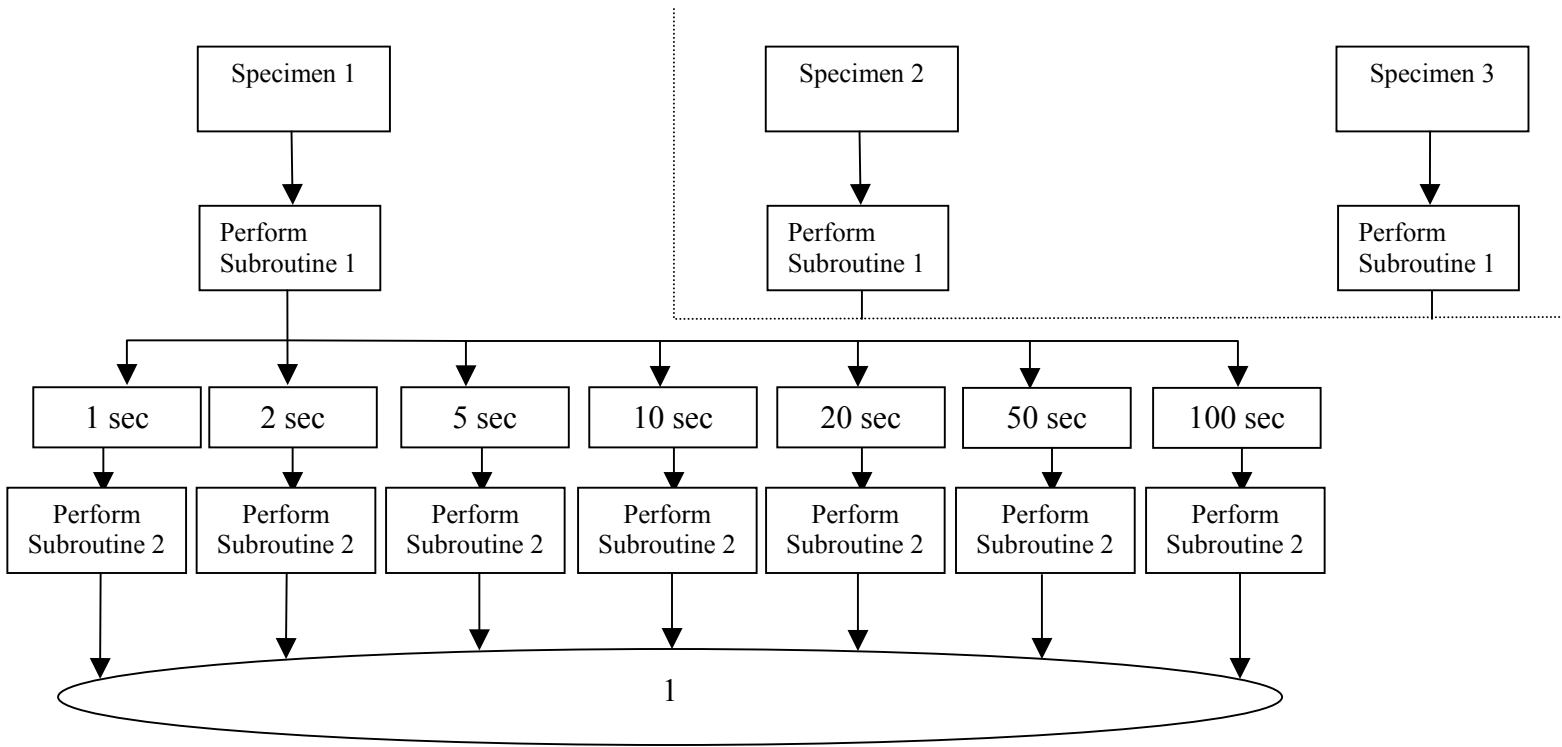 Specimen 1
Specimen 2
Specimen 3
Perform
Subroutine 1
Perform
Subroutine 1
Perform
Subroutine 1
1 sec
2 sec
5 sec
10 sec
20 sec
50 sec
100 sec
Perform
Subroutine 2
Perform
Subroutine 2
Perform
Subroutine 2
Perform
Subroutine 2
Perform
Subroutine 2
Perform
Subroutine 2
Perform
Subroutine 2
1